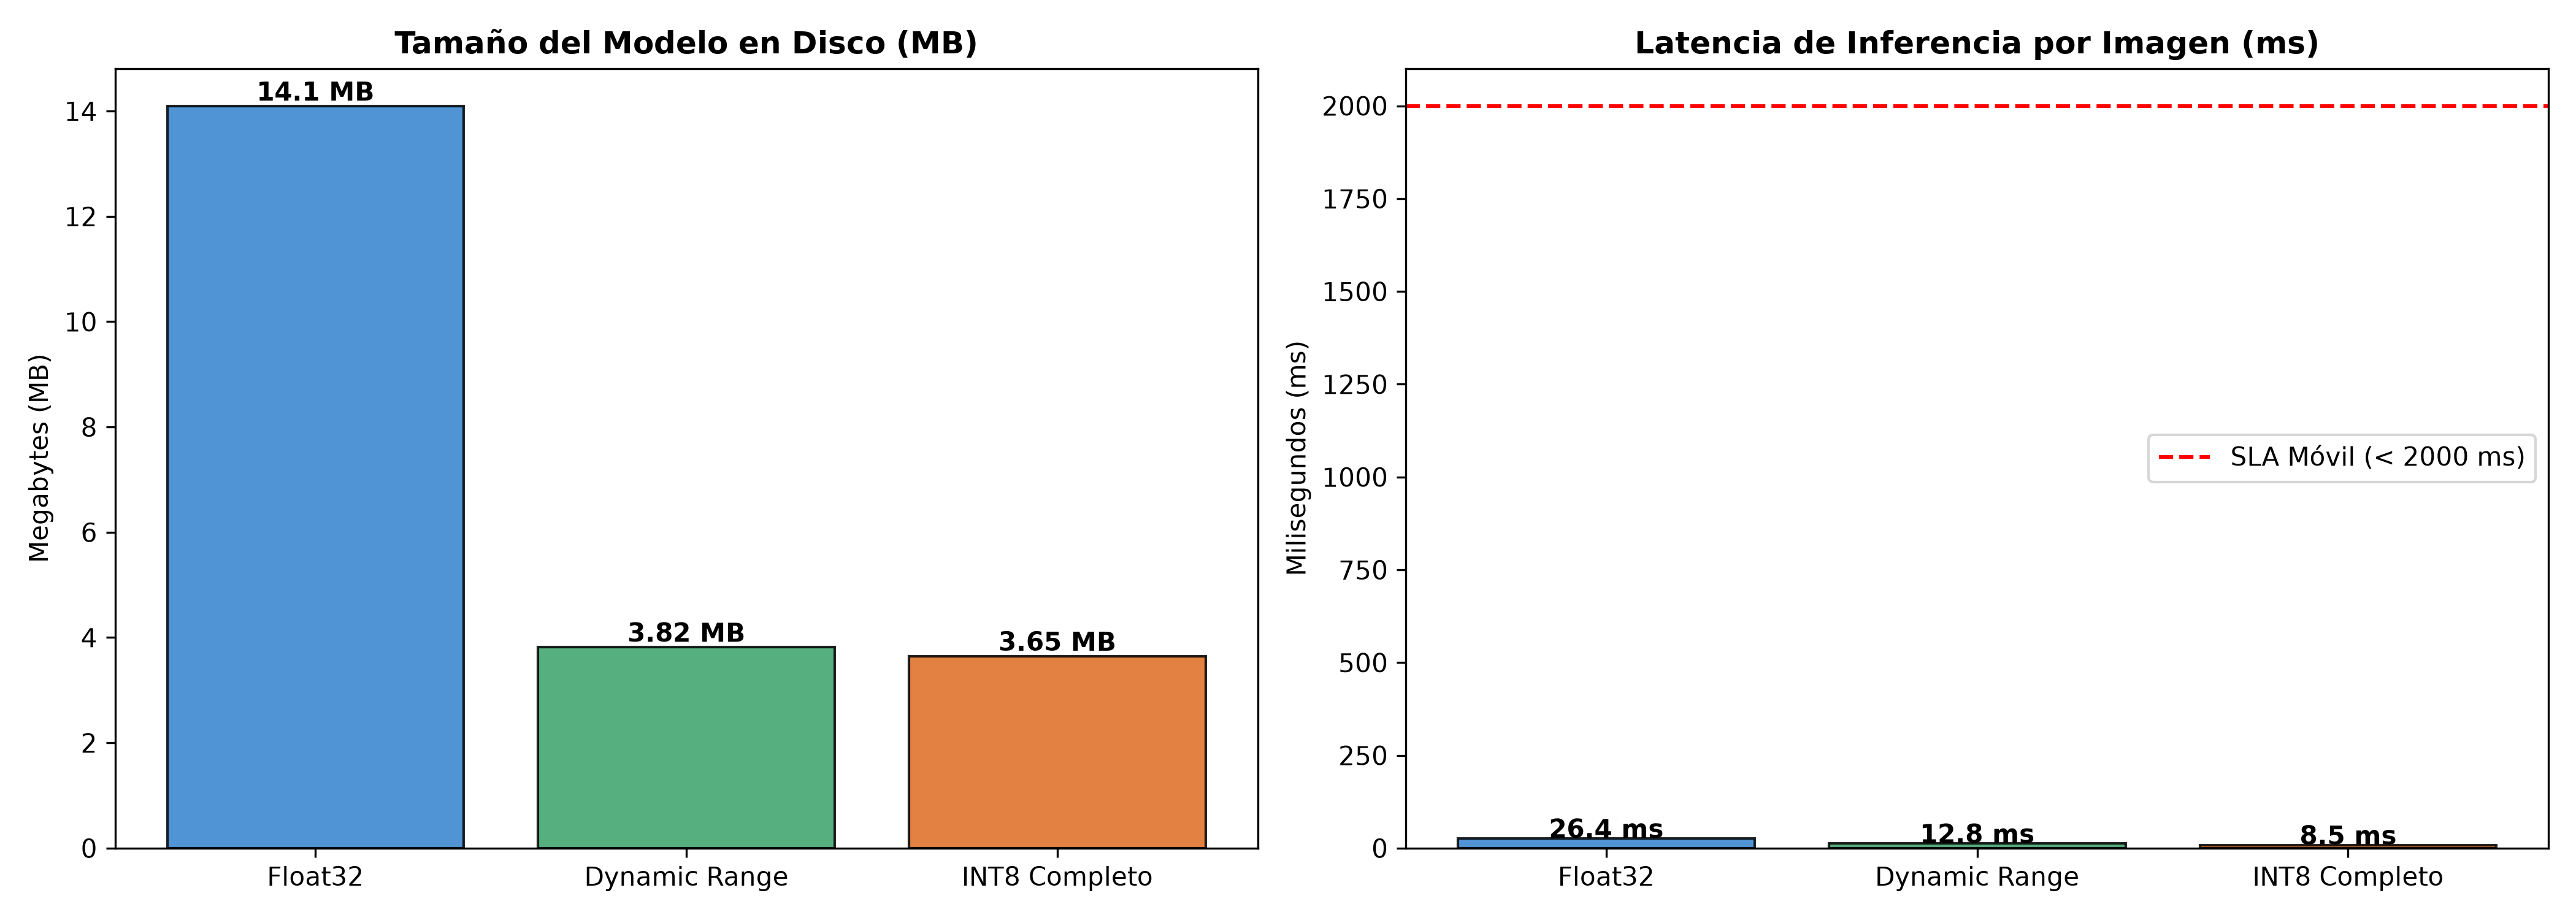 Tamaño del Modelo en Disco (MB)
Megabytes (MB)
14
12
10
8
6
4
2
0
14.1 MB
3.82 MB
3.65 MB
Float32
Dynamic Range
INT8 Completo
Latencia de Inferencia por Imagen (ms)
Milisegundos (ms)
2000
1750
1500
1250
1000
750
500
250
0
SLA Móvil (< 2000 ms)
26.4 ms
12.8 ms
8.5 ms
Float32
Dynamic Range
INT8 Completo